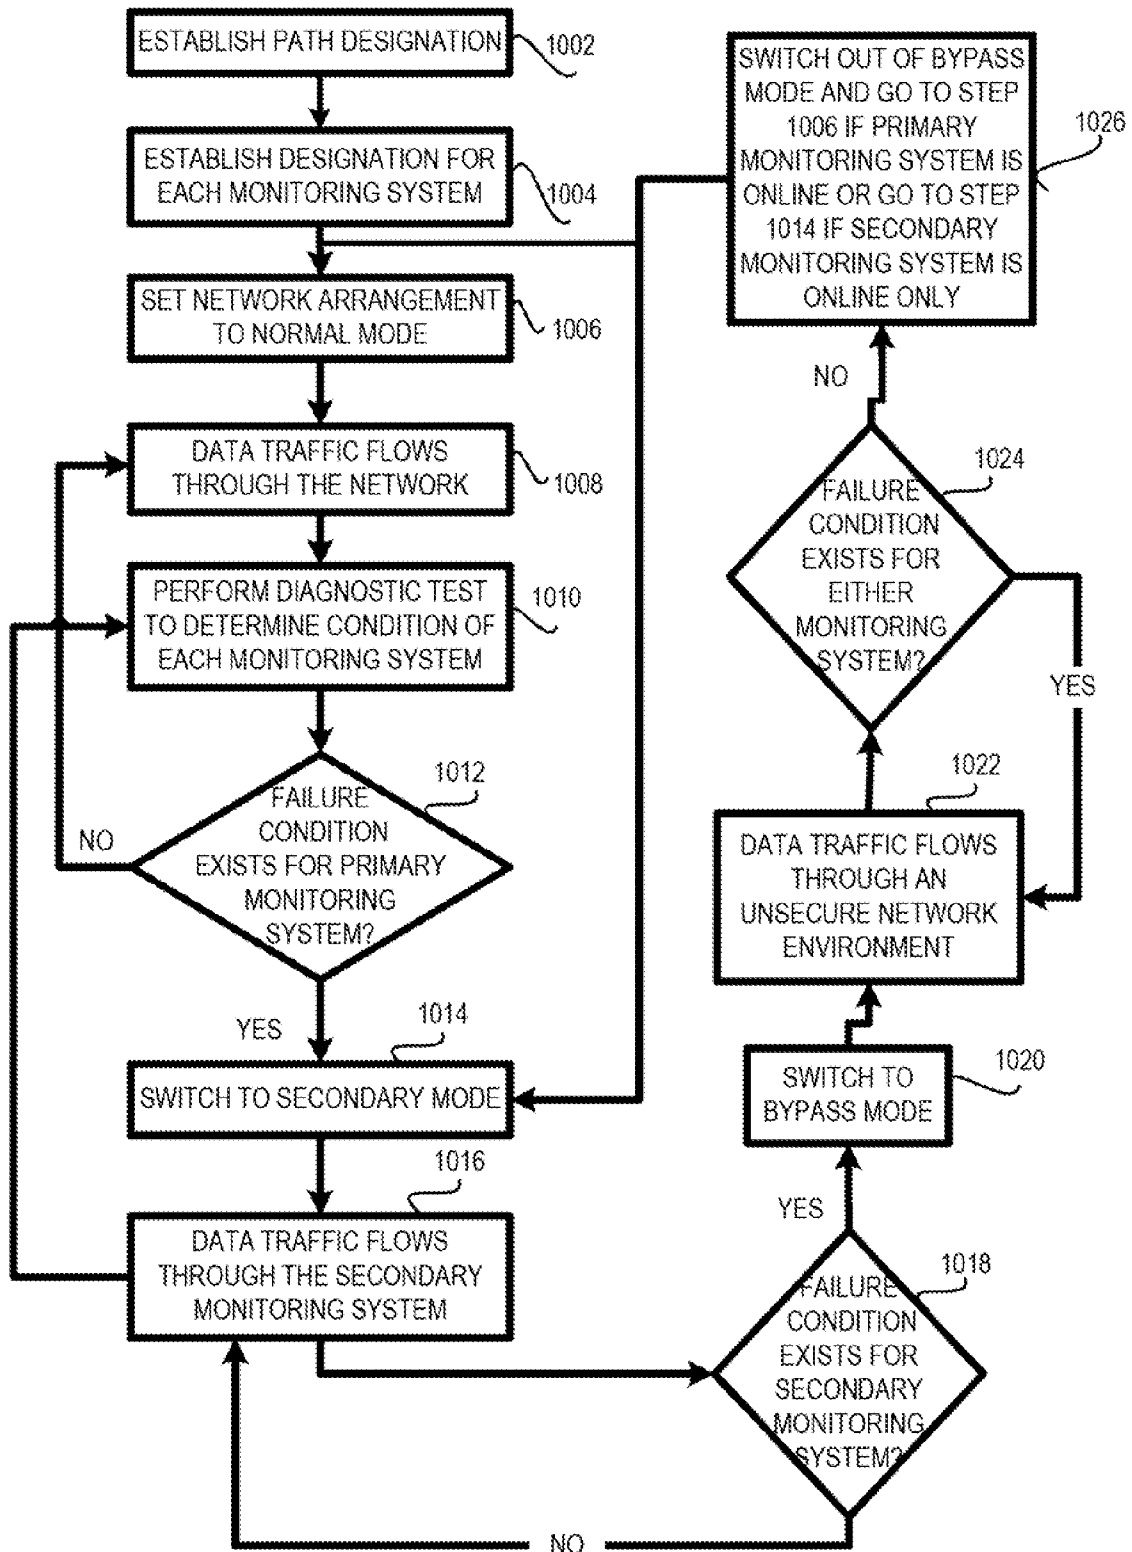 ESTABLISH PATH DESIGNATION
1002
ESTABLISH DESIGNATION FOR
EACH MONITORING SYSTEM
1004
SET NETWORK ARRANGEMENT
TO NORMAL MODE
1006
DATA TRAFFIC FLOWS
THROUGH THE NETWORK
1008
PERFORM DIAGNOSTIC TEST
TO DETERMINE CONDITION OF
EACH MONITORING SYSTEM
1010
1012
FAILURE
CONDITION
EXISTS FOR PRIMARY
MONITORING
SYSTEM?
NO
YES
1014
SWITCH TO SECONDARY MODE
1016
DATA TRAFFIC FLOWS
THROUGH THE SECONDARY
MONITORING SYSTEM
1018
FAILURE
CONDITION
EXISTS FOR
SECONDARY
MONITORING
SYSTEM?
NO
YES
1020
SWITCH TO
BYPASS MODE
1022
DATA TRAFFIC FLOWS
THROUGH AN
UNSECURE NETWORK
ENVIRONMENT
1024
FAILURE
CONDITION
EXISTS FOR
EITHER
MONITORING
SYSTEM?
YES
NO
SWITCH OUT OF BYPASS
MODE AND GO TO STEP
1006 IF PRIMARY
MONITORING SYSTEM IS
ONLINE OR GO TO STEP
1014 IF SECONDARY
MONITORING SYSTEM IS
ONLINE ONLY
1026